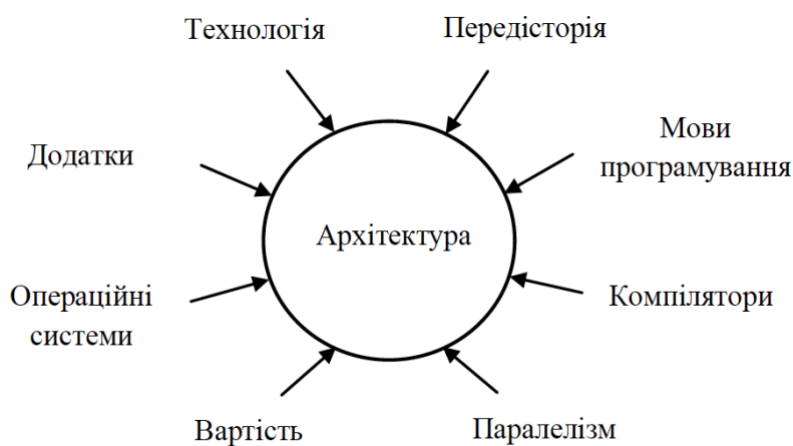 Технологія
Передісторія
Додатки
Мови
програмування
Архітектура
Операційні
системи
Компілятори
Вартість
Паралелізм